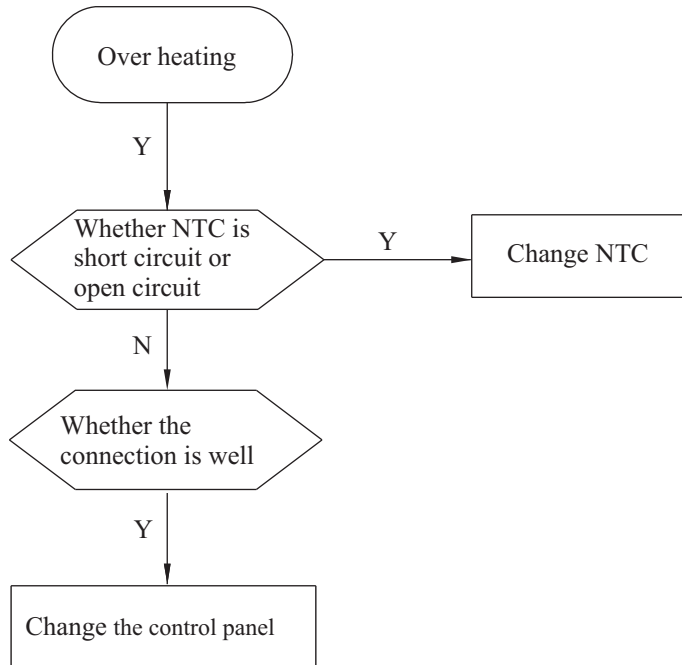 Over heating
Y
Whether NTC is
short circuit or
open circuit
Y
Change NTC
N
Whether the
connection is well
Y
Change the control panel